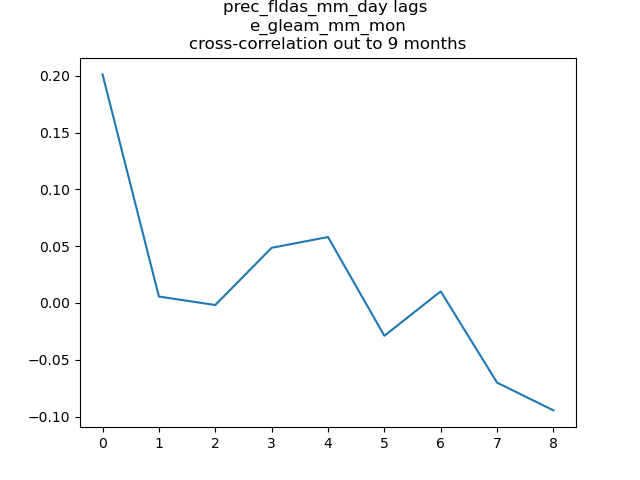 prec_fldas_mm_day lags
e_gleam_mm_mon
cross-correlation out to 9 months
0.20
0.15
0.10
0.05
0.00
−0.05
−0.10
0 1 2 3 4 5 6 7 8